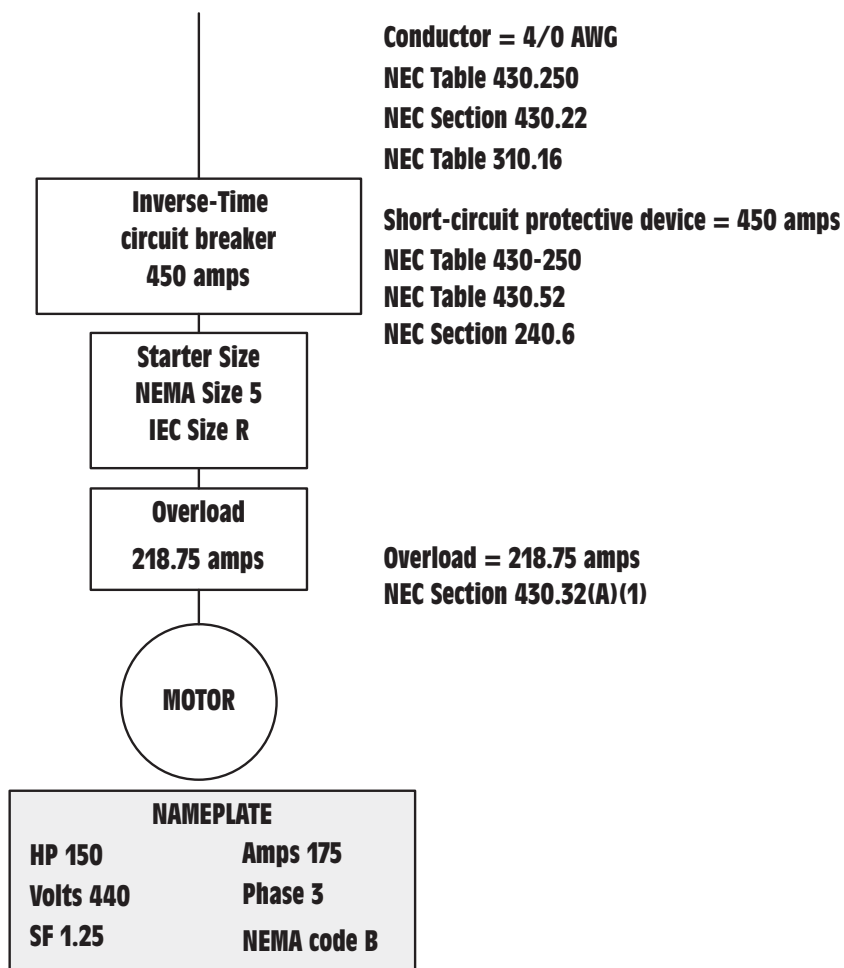 Conductor = 4/0 AWG
NEC Table 430.250
NEC Section 430.22
NEC Table 310.16
Inverse-Time
circuit breaker
450 amps
Short-circuit protective device = 450 amps
NEC Table 430-250
NEC Table 430.52
NEC Section 240.6
Starter Size
NEMA Size 5
IEC Size R
Overload
218.75 amps
Overload = 218.75 amps
NEC Section 430.32(A)(1)
MOTOR
NAMEPLATE
HP 150 Amps 175
Volts 440 Phase 3
SF 1.25 NEMA code B